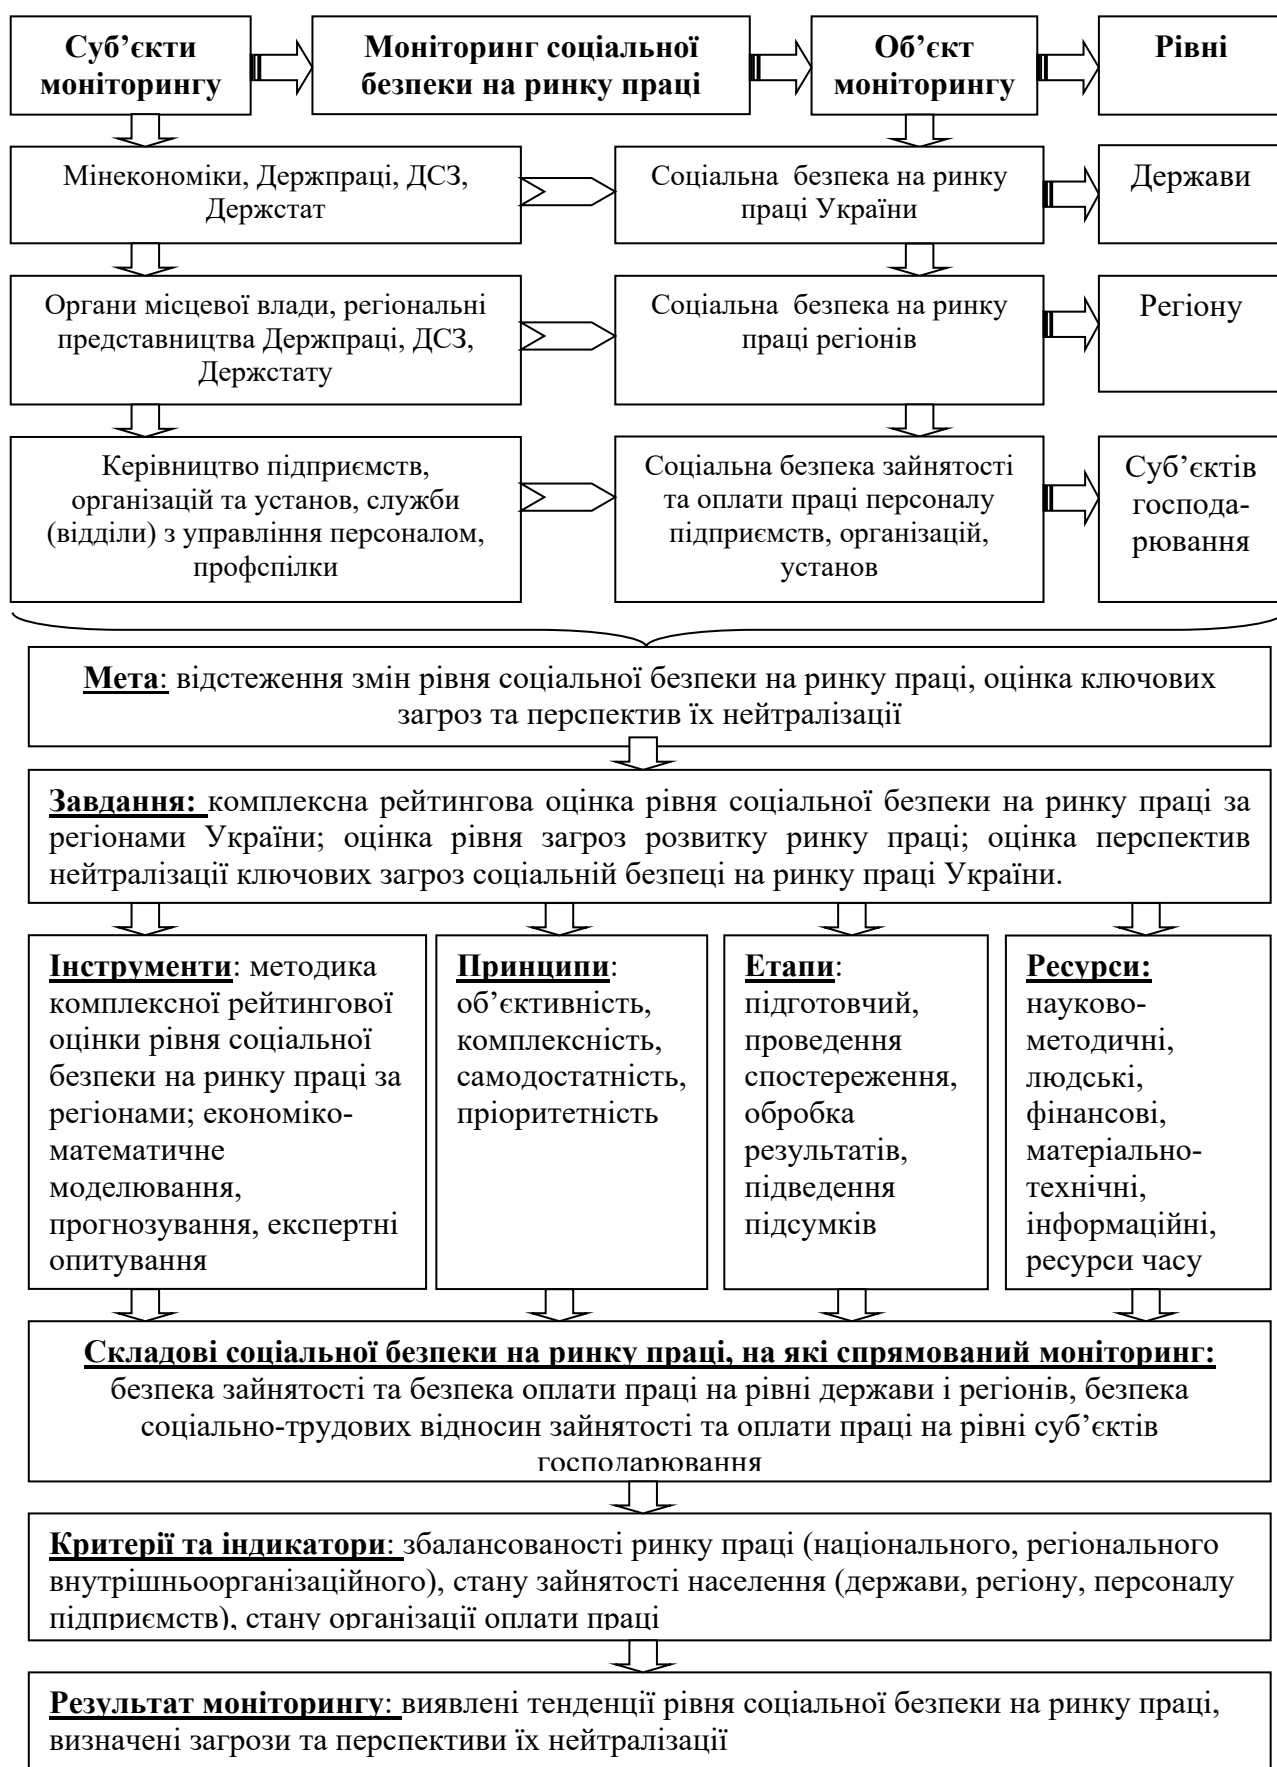 Суб’єкти
моніторингу
Моніторинг соціальної
безпеки на ринку праці
Об’єкт
моніторингу
Рівні
Мінекономіки, Держпраці, ДСЗ,
Держстат
Соціальна безпека на ринку
праці України
Держави
Органи місцевої влади, регіональні
представництва Держпраці, ДСЗ,
Держстату
Соціальна безпека на ринку
праці регіонів
Регіону
Керівництво підприємств,
організацій та установ, служби
(відділи) з управління персоналом,
профспілки
Соціальна безпека зайнятості
та оплати праці персоналу
підприємств, організацій,
установ
Суб’єктів
господа-
рювання
Мета: відстеження змін рівня соціальної безпеки на ринку праці, оцінка ключових
загроз та перспектив їх нейтралізації
Завдання: комплексна рейтингова оцінка рівня соціальної безпеки на ринку праці за
регіонами України; оцінка рівня загроз розвитку ринку праці; оцінка перспектив
нейтралізації ключових загроз соціальній безпеці на ринку праці України.
Інструменти: методика
комплексної рейтингової
оцінки рівня соціальної
безпеки на ринку праці за
регіонами; економіко-
математичне
моделювання,
прогнозування, експертні
опитування
Принципи:
об’єктивність,
комплексність,
самодостатність,
пріоритетність
Етапи:
підготовчий,
проведення
спостереження,
обробка
результатів,
підведення
підсумків
Ресурси:
науково-
методичні,
людські,
фінансові,
матеріально-
технічні,
інформаційні,
ресурси часу
Складові соціальної безпеки на ринку праці, на які спрямований моніторинг:
безпека зайнятості та безпека оплати праці на рівні держави і регіонів, безпека
соціально-трудових відносин зайнятості та оплати праці на рівні суб’єктів
господарювання
Критерії та індикатори: збалансованості ринку праці (національного, регіонального
внутрішньоорганізаційного), стану зайнятості населення (держави, регіону, персоналу
підприємств), стану організації оплати праці
Результат моніторингу: виявлені тенденції рівня соціальної безпеки на ринку праці,
визначені загрози та перспективи їх нейтралізації